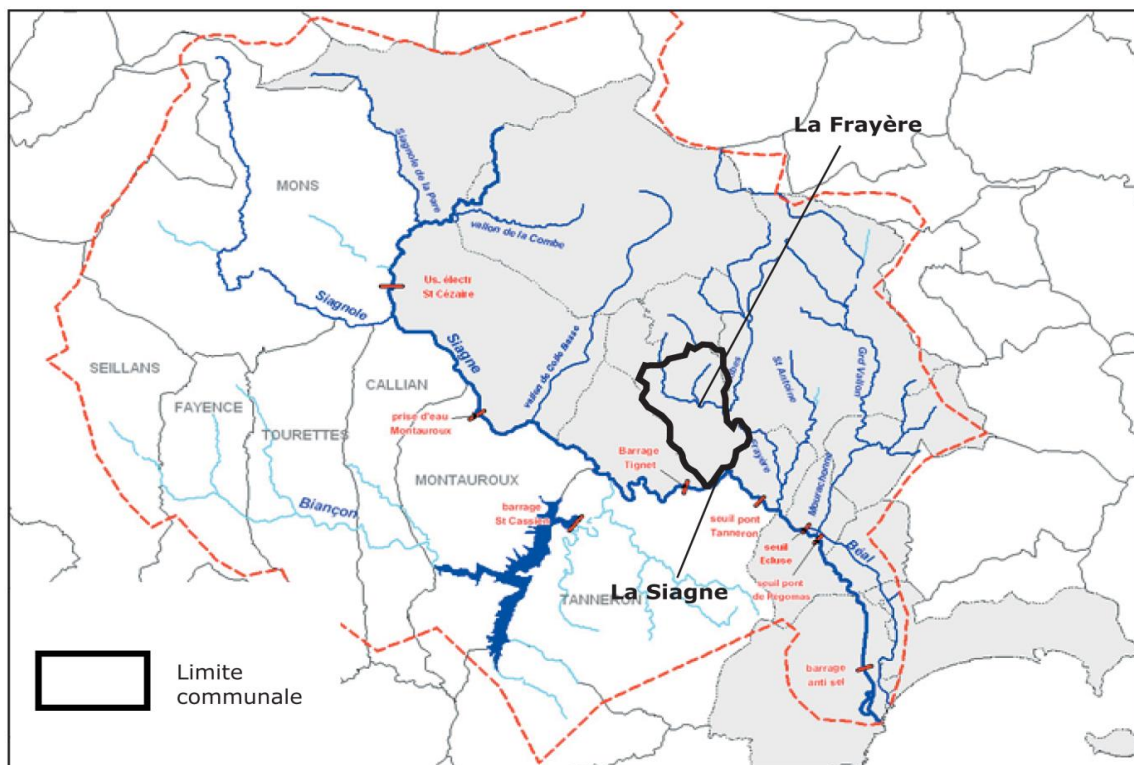 La Frayère
Siagnole de la Pare
MONS
vallon de la Combe
Us. électr
St Cézaire
Siagnole
Siagne
vallon de Colle Basse
St Antoine
Grd Vallon
SEILLANS
CALLIAN
FAYENCE
prise d'eau
Montauroux
TOURETTES
Frayère
Barrage
Tignet
Mourachonne
MONTAUROUX
Biançon
barrage
St Cassien
seuil pont
Tanneron
seuil
Ecluse
Béal
La Siagne
seuil pont
de Pégomas
TANNERON
Limite
communale
barrage
anti sel